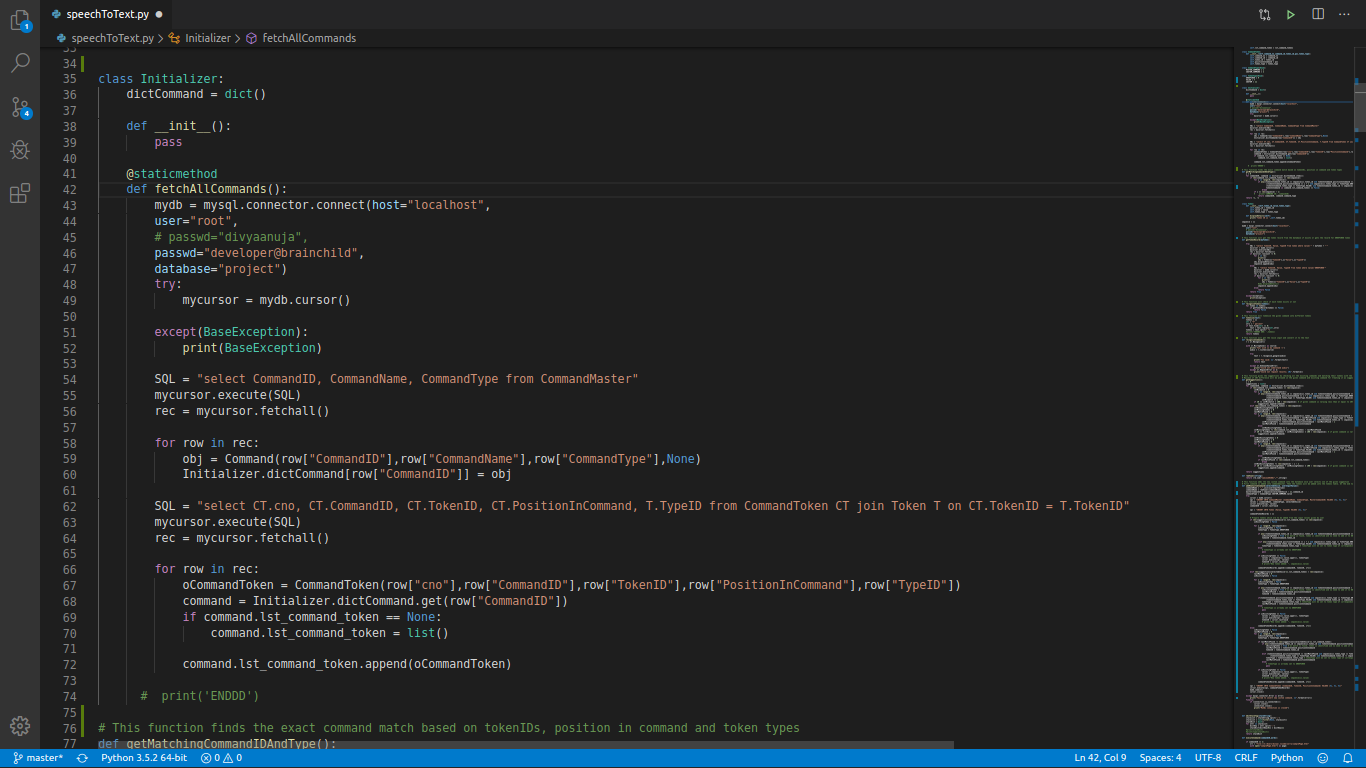 speechToText.py
speechToText.py > Initializer > fetchAllCommands
34
35 class Initializer:
36 dictCommand = dict()
37
38 def __init__():
39 pass
40
41 @staticmethod
42 def fetchAllCommands():
43 mydb = mysql.connector.connect(host="localhost",
44 user="root",
45 # passwd="divyaanuja",
46 passwd="developer@brainchild",
47 database="project")
48 try:
49 mycursor = mydb.cursor()
50
51 except(BaseException):
52 print(BaseException)
53
54 SQL = "select CommandID, CommandName, CommandType from CommandMaster"
55 mycursor.execute(SQL)
56 rec = mycursor.fetchall()
57
58 for row in rec:
59 obj = Command(row["CommandID"],row["CommandName"],row["CommandType"],None)
60 Initializer.dictCommand[row["CommandID"]] = obj
61
62 SQL = "select CT.cno, CT.CommandID, CT.TokenID, CT.PositionInCommand, T.TypeID from CommandToken CT join Token T on CT.TokenID = T.TokenID"
63 mycursor.execute(SQL)
64 rec = mycursor.fetchall()
65
66 for row in rec:
67 oCommandToken = CommandToken(row["cno"],row["CommandID"],row["TokenID"],row["PositionInCommand"],row["TypeID"])
68 command = Initializer.dictCommand.get(row["CommandID"])
69 if command.lst_command_token == None:
70 command.lst_command_token = list()
71
72 command.lst_command_token.append(oCommandToken)
73
74 # print('ENDDD')
75
76 # This function finds the exact command match based on tokenIDs, position in command and token types
77 def getMatchingCommandIDAndType():
1
4
master* Python 3.5.2 64-bit 0 0 Ln 42, Col 9 Spaces: 4 UTF-8 CRLF Python